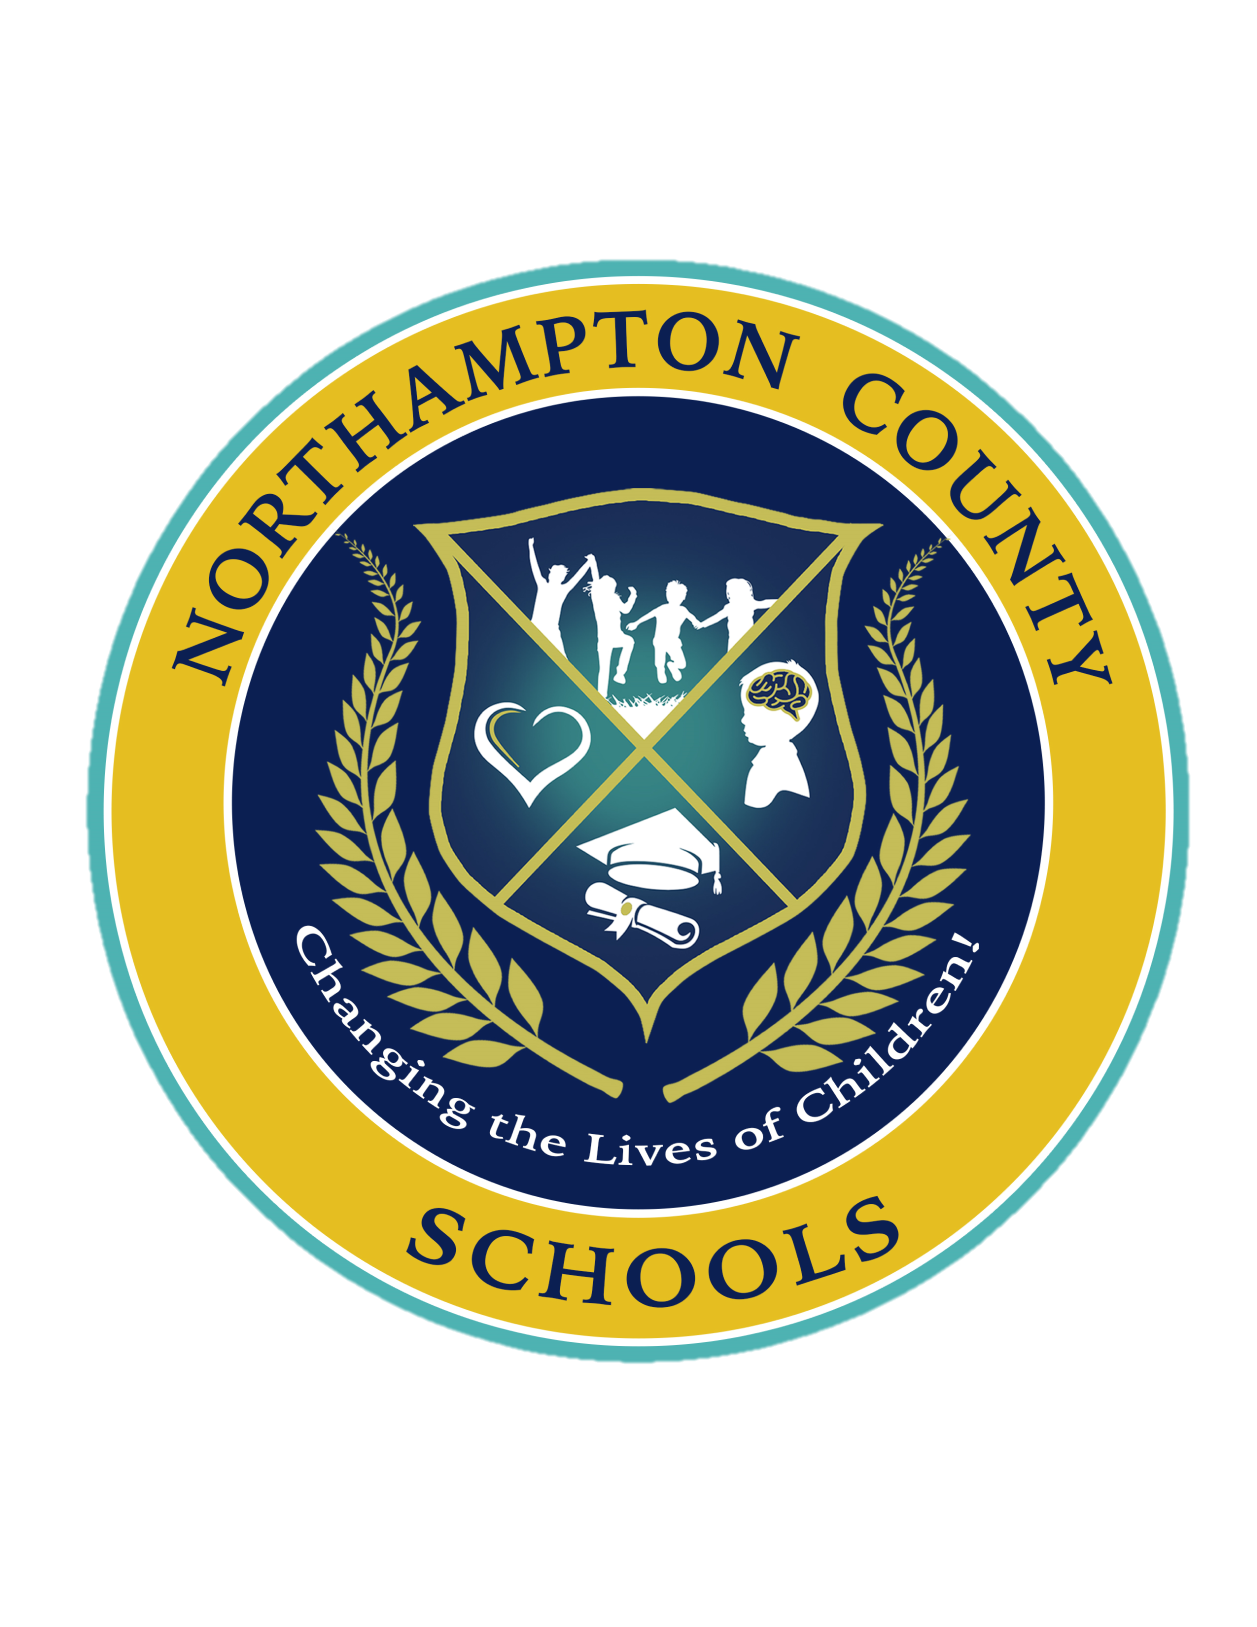 NORTHAMPTON COUNTY
Changing the Lives of Children!
SCHOOLS